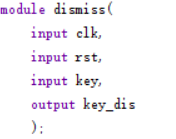 module dismiss(
input clk,
input rst,
input key,
output key_dis
);